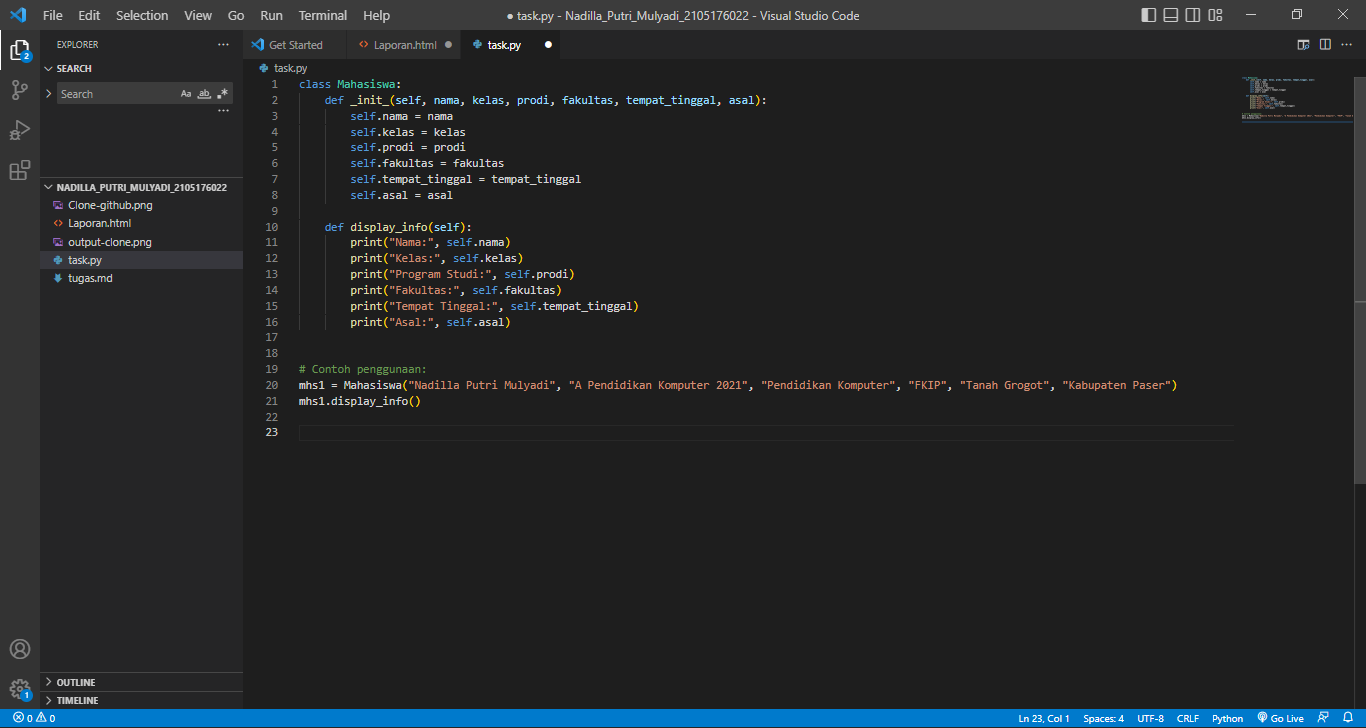 File Edit Selection View Go Run Terminal Help
● task.py - Nadilla_Putri_Mulyadi_2105176022 - Visual Studio Code
EXPLORER
SEARCH
Search
Aa ab
NADILLA_PUTRI_MULYADI_2105176022
Clone-github.png
Laporan.html
output-clone.png
task.py
tugas.md
OUTLINE
TIMELINE
2
1
Get Started
Laporan.html
task.py
task.py
1 class Mahasiswa:
2 def _init_(self, nama, kelas, prodi, fakultas, tempat_tinggal, asal):
3 self.nama = nama
4 self.kelas = kelas
5 self.prodi = prodi
6 self.fakultas = fakultas
7 self.tempat_tinggal = tempat_tinggal
8 self.asal = asal
9
10 def display_info(self):
11 print("Nama:", self.nama)
12 print("Kelas:", self.kelas)
13 print("Program Studi:", self.prodi)
14 print("Fakultas:", self.fakultas)
15 print("Tempat Tinggal:", self.tempat_tinggal)
16 print("Asal:", self.asal)
17
18
19 # Contoh penggunaan:
20 mhs1 = Mahasiswa("Nadilla Putri Mulyadi", "A Pendidikan Komputer 2021", "Pendidikan Komputer", "FKIP", "Tanah Grogot", "Kabupaten Paser")
21 mhs1.display_info()
22
23
0 0
Ln 23, Col 1 Spaces: 4 UTF-8 CRLF Python Go Live